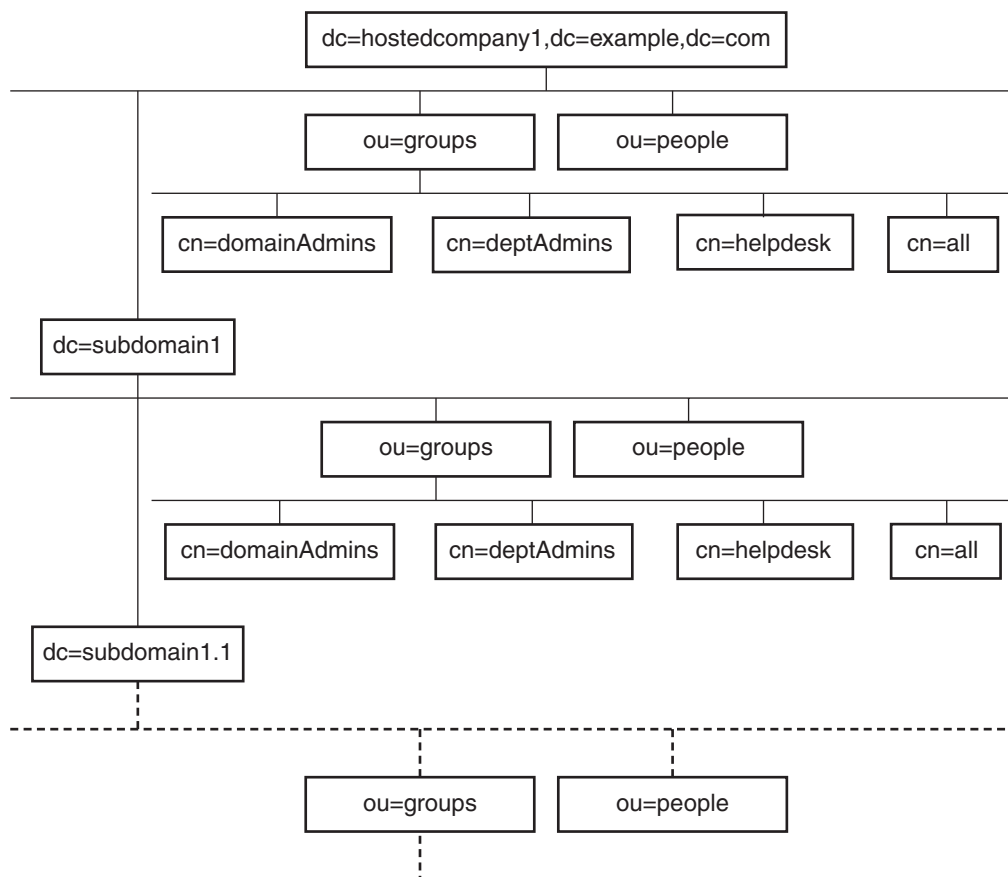 dc=hostedcompany1,dc=example,dc=com
ou=groups
ou=people
cn=domainAdmins
cn=deptAdmins
cn=helpdesk
cn=all
dc=subdomain1
ou=groups
ou=people
cn=domainAdmins
cn=deptAdmins
cn=helpdesk
cn=all
dc=subdomain1.1
ou=groups
ou=people